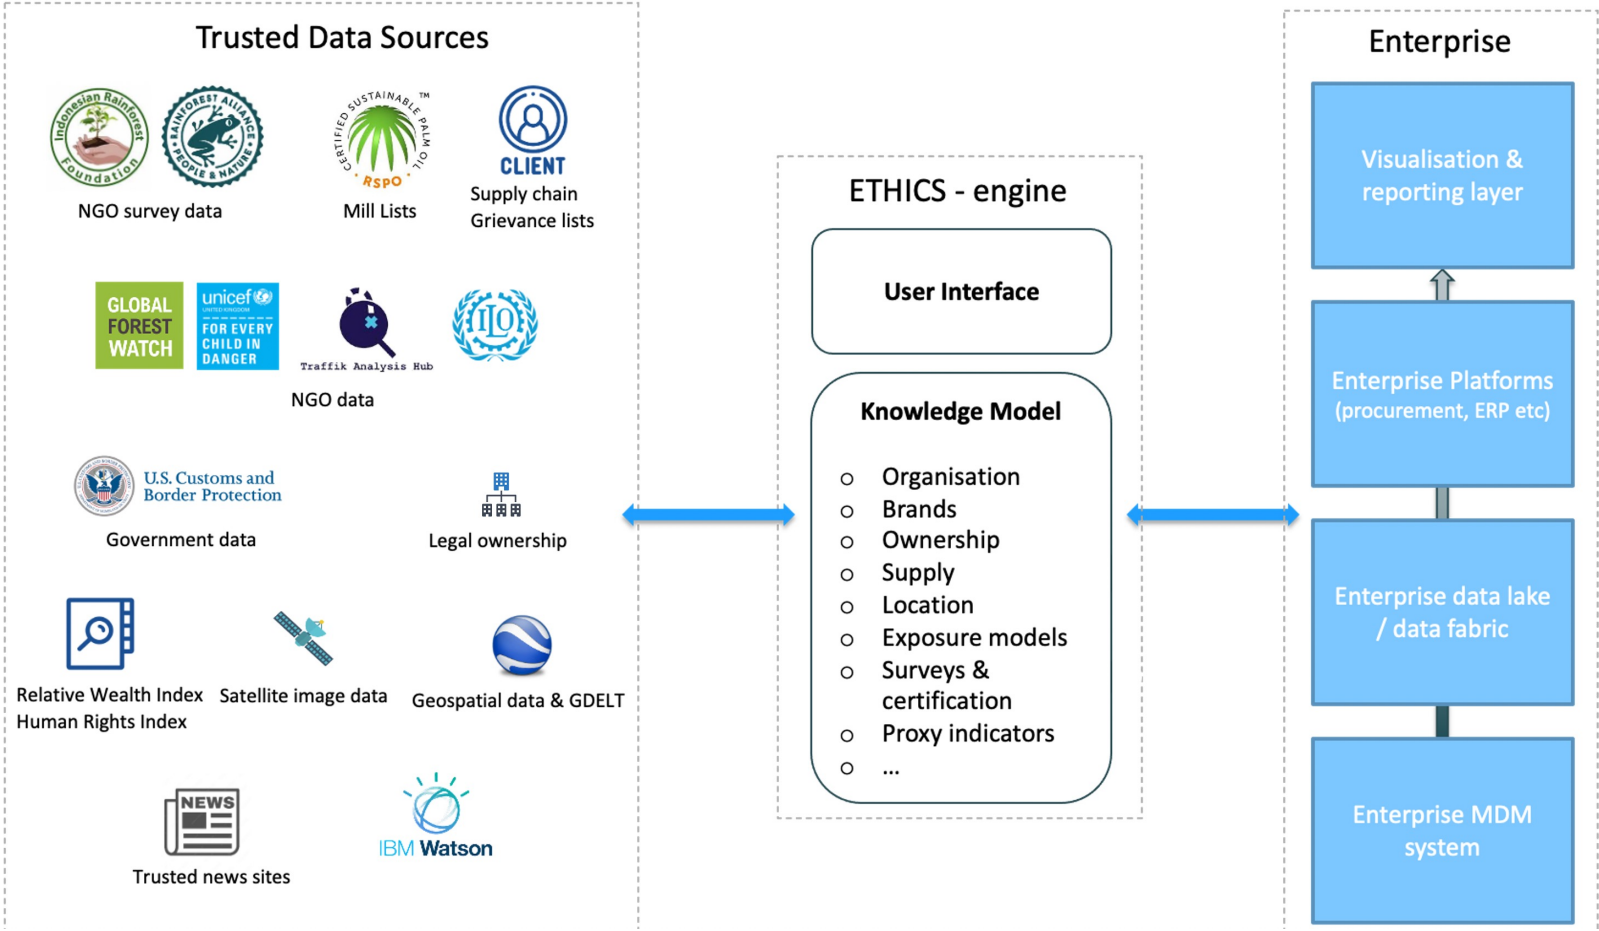 Trusted Data Sources
Indonesian Rainforest
Foundation
RAINFOREST ALLIANCE
PEOPLE & NATURE
NGO survey data
CERTIFIED SUSTAINABLE PALM OIL
TM
RSPO
Mill Lists
CLIENT
Supply chain
Grievance lists
GLOBAL
FOREST
WATCH
unicef
UNITED KINGDOM
FOR EVERY
CHILD IN
DANGER
Traffik Analysis Hub
ILO
NGO data
U.S. Customs and
Border Protection
Government data
Legal ownership
Relative Wealth Index
Human Rights Index
Satellite image data
Geospatial data & GDELT
NEWS
Trusted news sites
IBM Watson
ETHICS - engine
User Interface
Knowledge Model
o Organisation
o Brands
o Ownership
o Supply
o Location
o Exposure models
o Surveys &
certification
o Proxy indicators
o ...
Enterprise
Visualisation &
reporting layer
Enterprise Platforms
(procurement, ERP etc)
Enterprise data lake
/ data fabric
Enterprise MDM
system